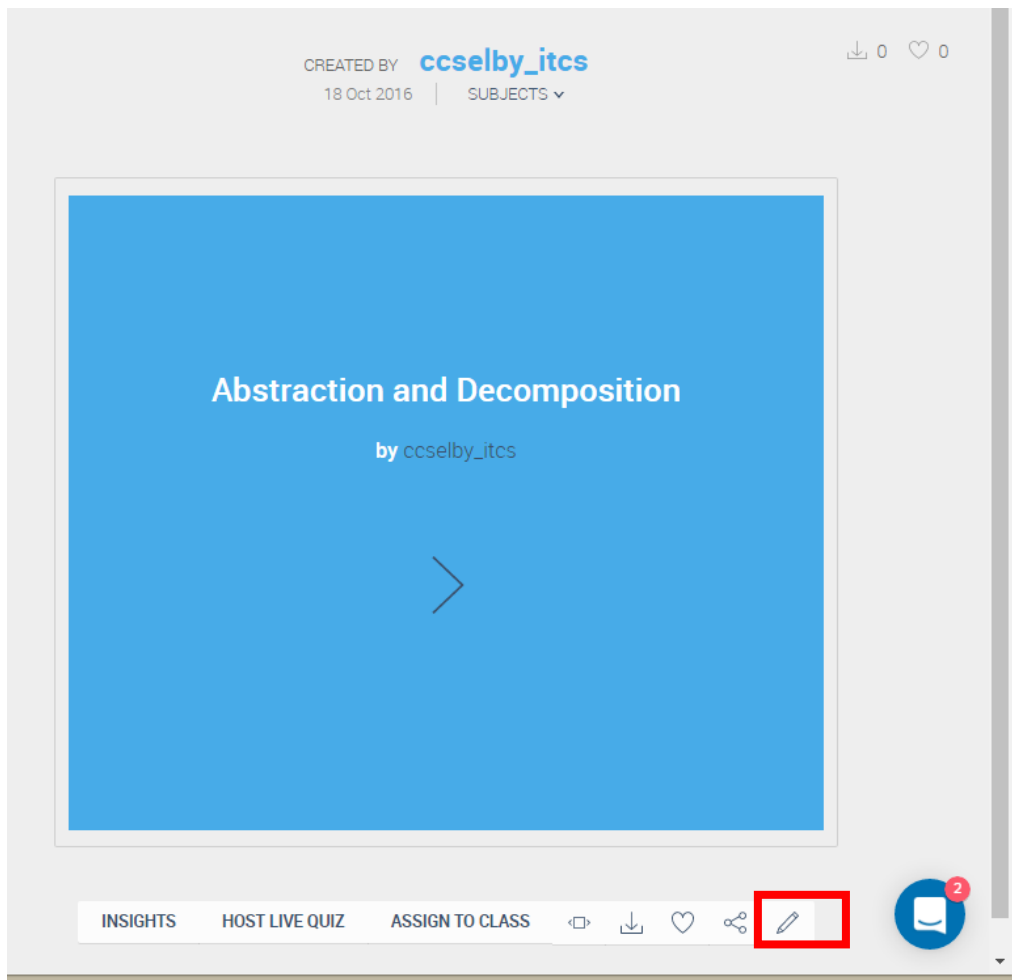 CREATED BY ccselby_itcs
0 0
18 Oct 2016 SUBJECTS
Abstraction and Decomposition
by ccselby_itcs
INSIGHTS HOST LIVE QUIZ ASSIGN TO CLASS
2